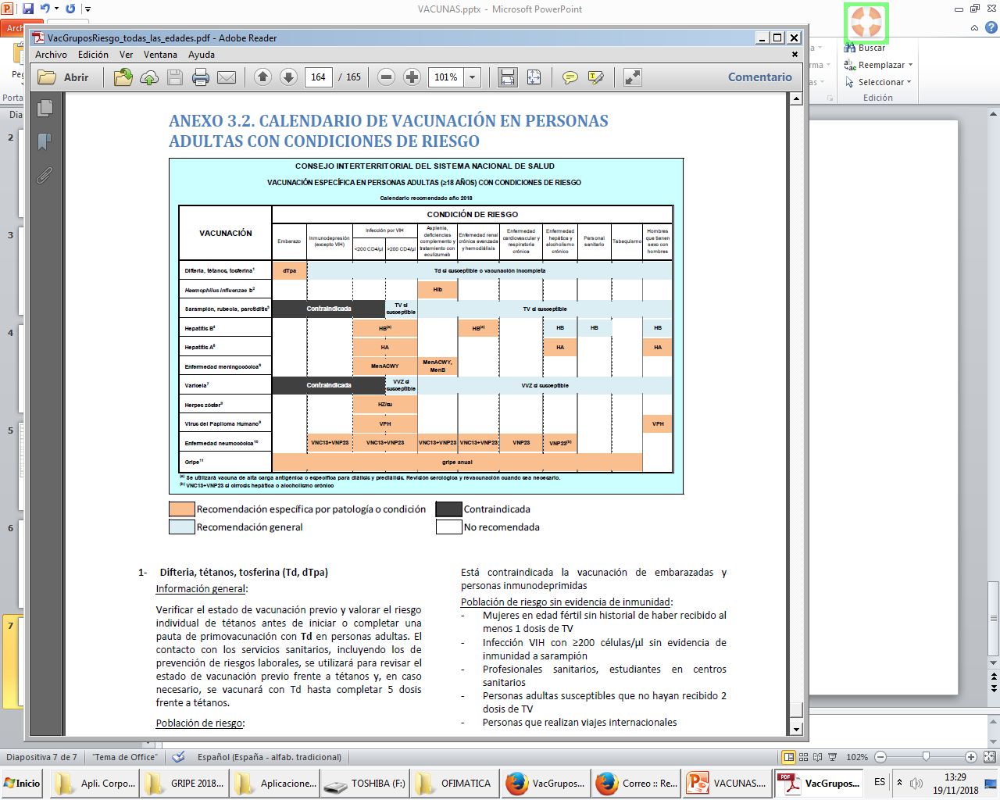 VACUNAS.pptx - Microsoft PowerPoint
VacGruposRiesgo_todas_las_edades.pdf - Adobe Reader
Archivo Edición Ver Ventana Ayuda
Abrir 164 / 165 101% Comentario
Buscar
Reemplazar
Seleccionar
Edición
Porta
Dia
2
3
4
5
6
7
ANEXO 3.2. CALENDARIO DE VACUNACIÓN EN PERSONAS
ADULTAS CON CONDICIONES DE RIESGO
CONSEJO INTERTERRITORIAL DEL SISTEMA NACIONAL DE SALUD
VACUNACIÓN ESPECÍFICA EN PERSONAS ADULTAS (≥18 AÑOS) CON CONDICIONES DE RIESGO
Calendario recomendado año 2018
VACUNACIÓN
CONDICIÓN DE RIESGO
Embarazo
Inmunodepresión (excepto VIH)
Infección por VIH
<200 CD4/µl >200 CD4/µl
Asplenia, deficiencias complemento y tratamiento con eculizumab
Enfermedad renal crónica avanzada y hemodiálisis
Enfermedad cardiovascular y respiratoria crónica
Enfermedad hepática y alcoholismo crónico
Personal sanitario
Tabaquismo
Hombres que tienen sexo con hombres
Difteria, tétanos, tosferina¹ dTpa Td si susceptible o vacunación incompleta
Haemophilus influenzae b² Hib
Sarampión, rubeola, parotiditis³ Contraindicada TV si susceptible TV si susceptible
Hepatitis B⁴ HB(a) HB(a) HB HB HB
Hepatitis A⁵ HA HA HA
Enfermedad meningocócica⁶ MenACWY MenACWY, MenB
Varicela⁷ Contraindicada VVZ si susceptible VVZ si susceptible
Herpes zóster⁸ HZ/su
Virus del Papiloma Humano⁹ VPH VPH
Enfermedad neumocócica¹⁰ VNC13+VNP23 VNC13+VNP23 VNC13+VNP23 VNC13+VNP23 VNP23 VNP23(b)
Gripe¹¹ gripe anual
(a) Se utilizará vacuna de alta carga antigénica o específica para diálisis y prediálisis. Revisión serológica y revacunación cuando sea necesario.
(b) VNC13+VNP23 si cirrosis hepática o alcoholismo crónico
Recomendación específica por patología o condición Contraindicada
Recomendación general No recomendada
1- Difteria, tétanos, tosferina (Td, dTpa)
Información general:
Verificar el estado de vacunación previo y valorar el riesgo
individual de tétanos antes de iniciar o completar una
pauta de primovacunación con Td en personas adultas. El
contacto con los servicios sanitarios, incluyendo los de
prevención de riesgos laborales, se utilizará para revisar el
estado de vacunación previo frente a tétanos y, en caso
necesario, se vacunará con Td hasta completar 5 dosis
frente a tétanos.
Población de riesgo:
Está contraindicada la vacunación de embarazadas y
personas inmunodeprimidas
Población de riesgo sin evidencia de inmunidad:
- Mujeres en edad fértil sin historial de haber recibido al
menos 1 dosis de TV
- Infección VIH con ≥200 células/µl sin evidencia de
inmunidad a sarampión
- Profesionales sanitarios, estudiantes en centros
sanitarios
- Personas adultas susceptibles que no hayan recibido 2
dosis de TV
- Personas que realizan viajes internacionales
Diapositiva 7 de 7 "Tema de Office" Español (España - alfab. tradicional) 102%
Inicio Apli. Corpo... GRIPE 2018... Aplicacione... TOSHIBA (F:) OFIMATICA VacGrupos... Correo :: Re... VACUNAS.... VacGrupos... ES 13:29
19/11/2018